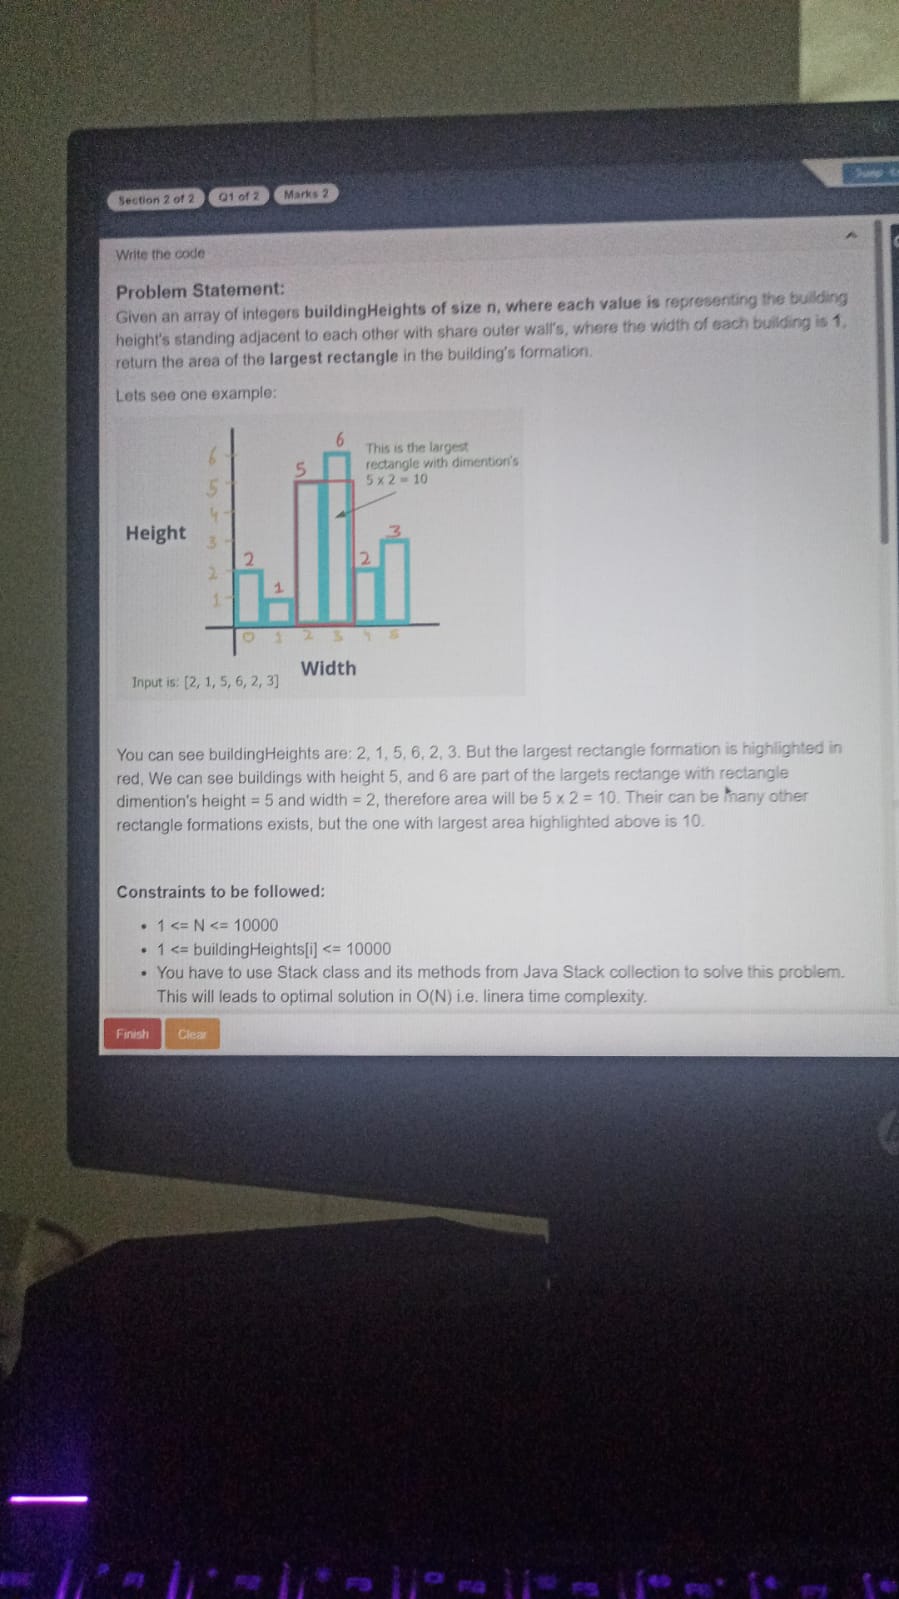 Section 2 of 2 Q1 of 2 Marks 2
Jump
Write the code
Problem Statement:
Given an array of integers buildingHeights of size n, where each value is representing the building
height's standing adjacent to each other with share outer wall's, where the width of each building is 1,
return the area of the largest rectangle in the building's formation.
Lets see one example:
6
5
4
3
2
1
Height
2
1
5
6
2
3
This is the largest
rectangle with dimention's
5 x 2 = 10
0 1 2 3 4 5
Width
Input is: [2, 1, 5, 6, 2, 3]
You can see buildingHeights are: 2, 1, 5, 6, 2, 3. But the largest rectangle formation is highlighted in
red, We can see buildings with height 5, and 6 are part of the largets rectange with rectangle
dimention's height = 5 and width = 2, therefore area will be 5 x 2 = 10. Their can be many other
rectangle formations exists, but the one with largest area highlighted above is 10.
Constraints to be followed:
• 1 <= N <= 10000
• 1 <= buildingHeights[i] <= 10000
• You have to use Stack class and its methods from Java Stack collection to solve this problem.
This will leads to optimal solution in O(N) i.e. linera time complexity.
Finish Clear